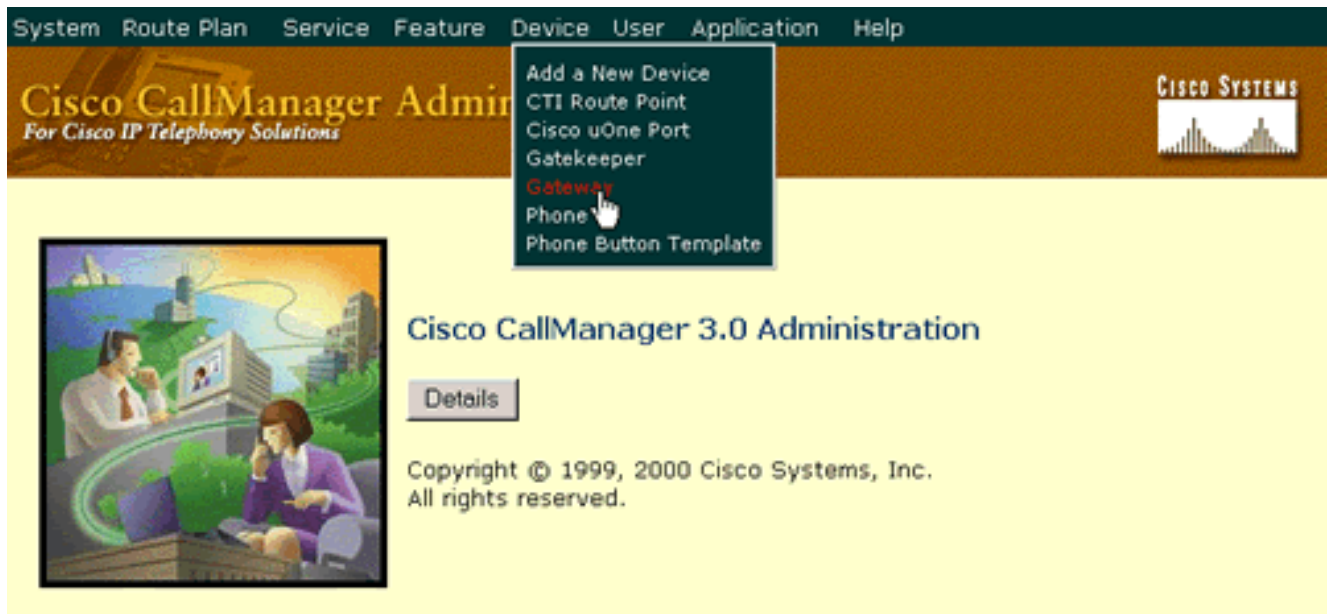 System Route Plan Service Feature Device User Application Help
Cisco CallManager Admin
For Cisco IP Telephony Solutions
Add a New Device
CTI Route Point
Cisco uOne Port
Gatekeeper
Gateway
Phone
Phone Button Template
CISCO SYSTEMS
Cisco CallManager 3.0 Administration
Details
Copyright © 1999, 2000 Cisco Systems, Inc.
All rights reserved.